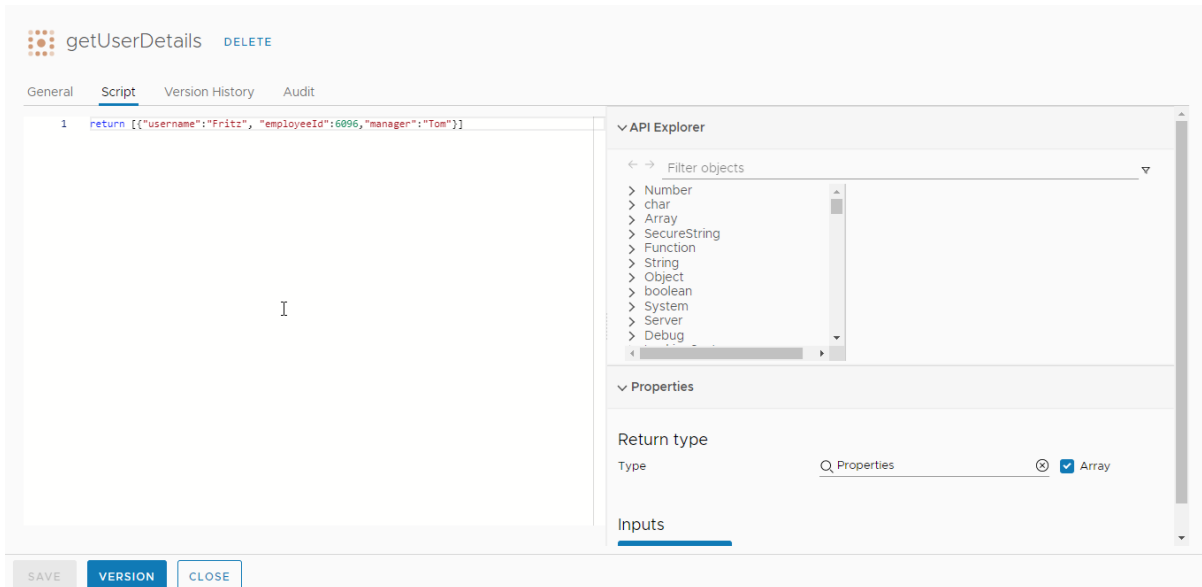 getUserDetails DELETE
General Script Version History Audit
1 return [{"username":"Fritz", "employeeId":6096,"manager":"Tom"}]
API Explorer
Filter objects
Number
char
Array
SecureString
Function
String
Object
boolean
System
Server
Debug
Properties
Return type
Type Properties Array
Inputs
SAVE VERSION CLOSE